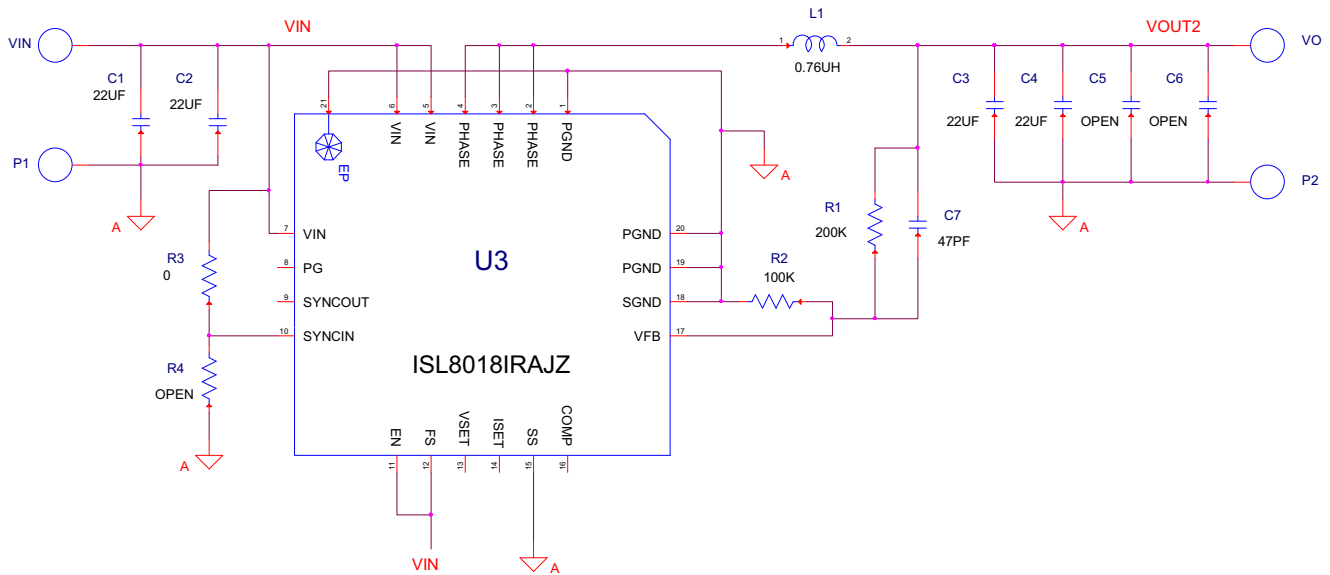 VIN
VIN
C1
22UF
C2
22UF
P1
A
L1
1
2
0.76UH
VOUT2
VO
C3
22UF
C4
22UF
C5
OPEN
C6
OPEN
P2
A
21
6
5
4
3
2
1
EP
VIN
VIN
PHASE
PHASE
PHASE
PGND
A
R3
0
R4
OPEN
A
7
VIN
8
PG
9
SYNCOUT
10
SYNCIN
U3
ISL8018IRAJZ
PGND
20
PGND
19
SGND
18
VFB
17
R2
100K
R1
200K
C7
47PF
EN
FS
VSET
ISET
SS
COMP
11
12
13
14
15
16
VIN
A